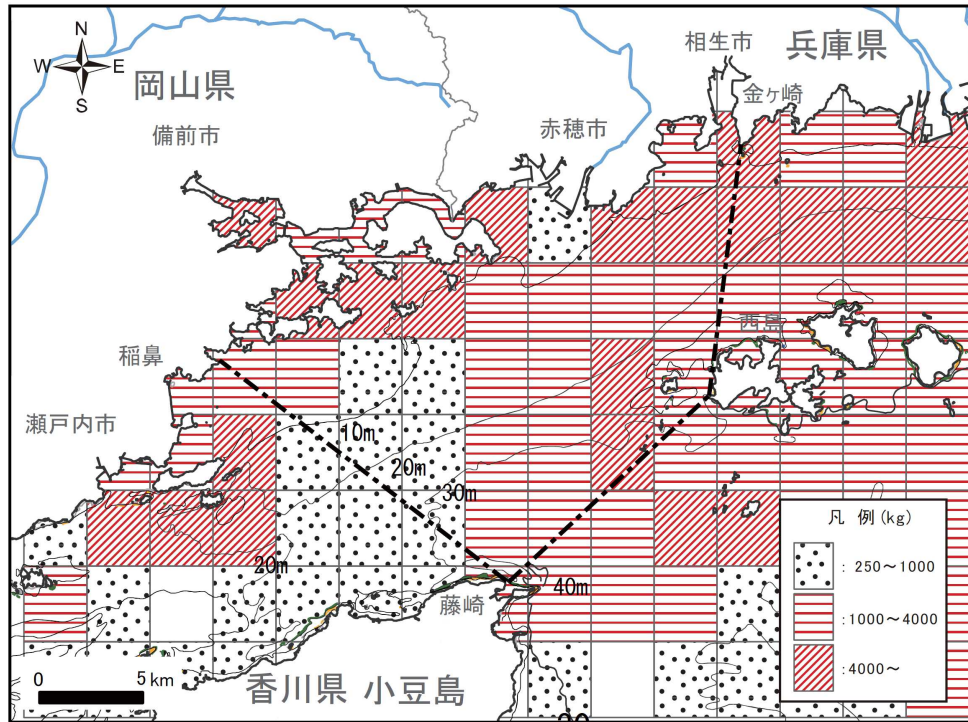 N
W E
S
岡山県
備前市
赤穂市
相生市
金ヶ崎
兵庫県
西島
稲鼻
瀬戸内市
10m
20m
30m
20m
40m
藤崎
凡 例(kg)
: 250～1000
:1000～4000
:4000～
0 5km
香川県 小豆島